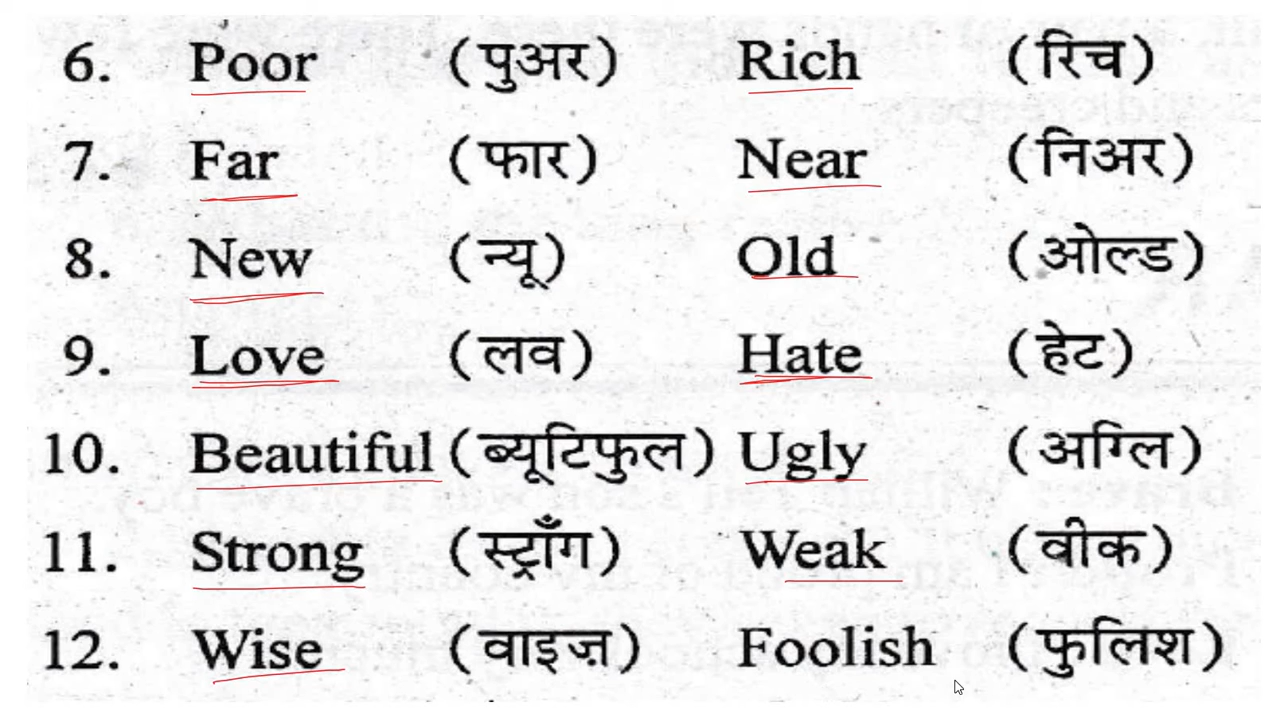 6. Poor (पुअर) Rich (रिच)
7. Far (फार) Near (निअर)
8. New (न्यू) Old (ओल्ड)
9. Love (लव) Hate (हेट)
10. Beautiful (ब्यूटिफुल) Ugly (अग्लि)
11. Strong (स्ट्राँग) Weak (वीक)
12. Wise (वाइज़) Foolish (फुलिश)